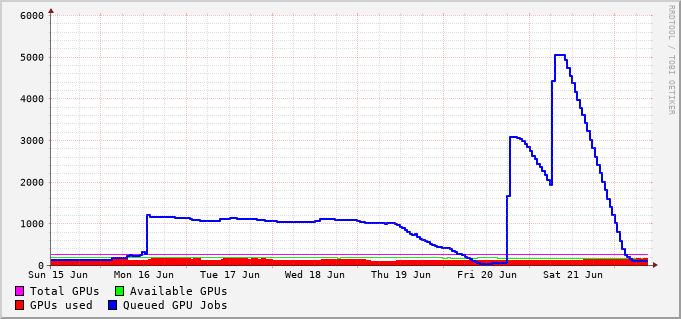 6000
5000
4000
3000
2000
1000
0
Sun 15 Jun Mon 16 Jun Tue 17 Jun Wed 18 Jun Thu 19 Jun Fri 20 Jun Sat 21 Jun
Total GPUs Available GPUs
GPUs used Queued GPU Jobs
RRDTOOL / TOBI OETIKER